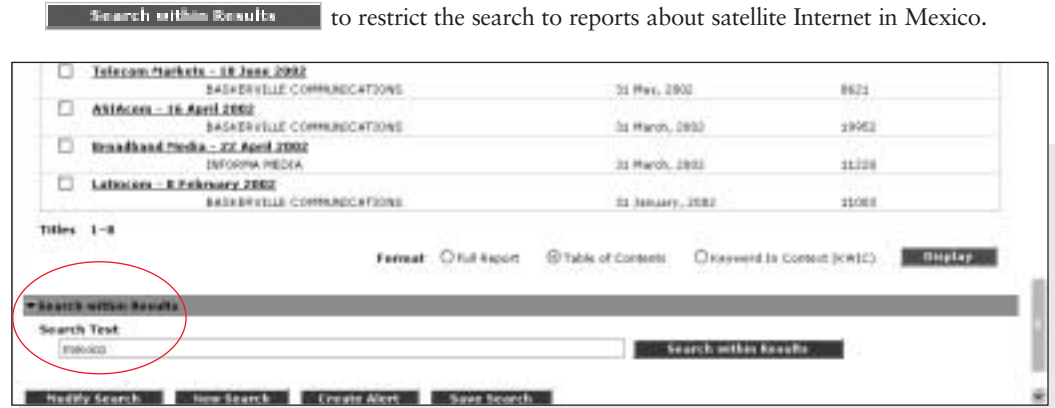 Search within Results to restrict the search to reports about satellite Internet in Mexico.
Telecom Markets - 18 June 2002
BASKERVILLE COMMUNICATIONS 31 May, 2002 8621
ASIAcom - 16 April 2002
BASKERVILLE COMMUNICATIONS 31 March, 2002 19952
Broadband Media - 22 April 2002
INFORMA MEDIA 31 March, 2002
Latincom - 8 February 2002
BASKERVILLE COMMUNICATIONS 31 January, 2002
Titles 1-8
Format Full Report Table of Contents Keyword In Context (KWIC) Display
Search within Results
Search Text
mexico Search within Results
Modify Search New Search Create Alert Save Search